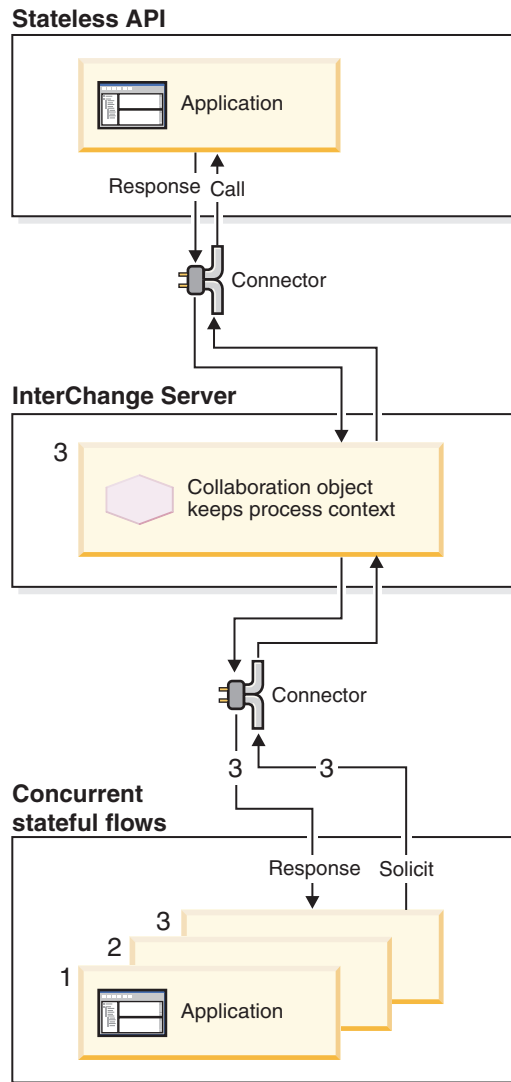 Stateless API
Application
Response
Call
Connector
InterChange Server
3
Collaboration object
keeps process context
Connector
3
3
Concurrent
stateful flows
Response
Solicit
3
2
1
Application